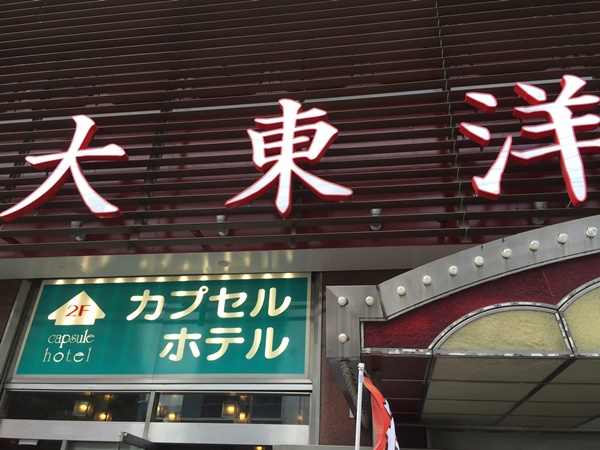 大東洋
2F
capsule
hotel
カプセル
ホテル